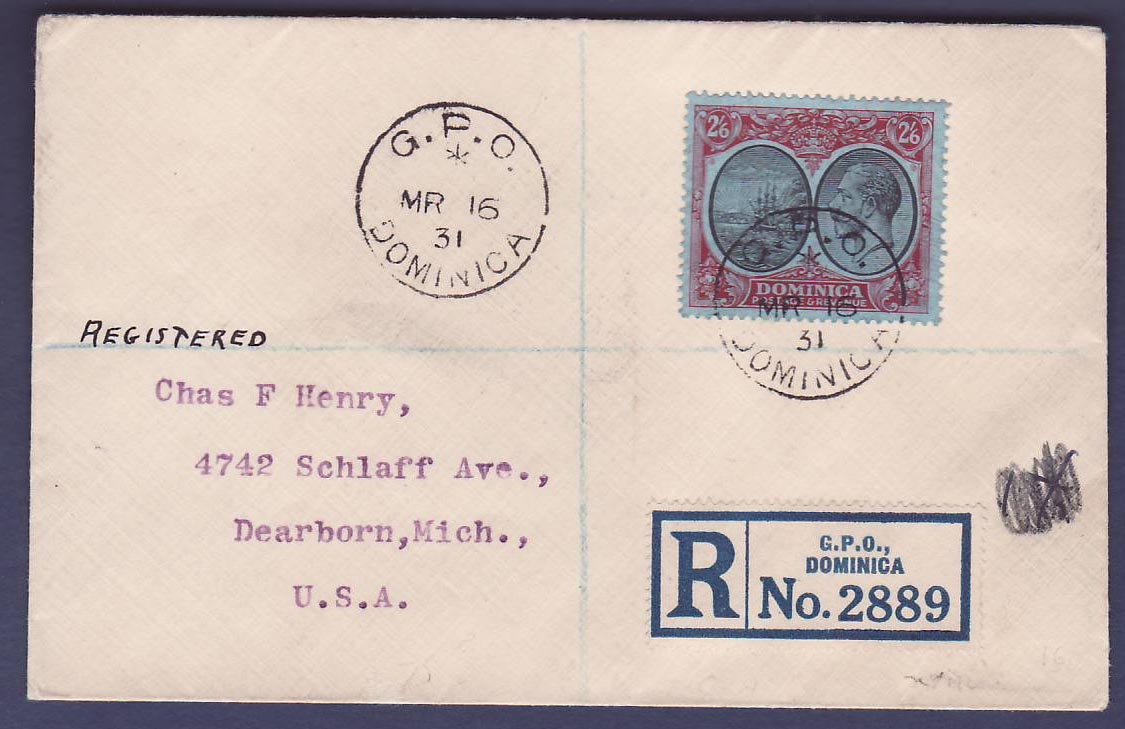 G.P.O.
MR 16
31
DOMINICA
2/6 2/6
DOMINICA
POSTAGE & REVENUE
P.O.
MR 16
31
DOMINICA
REGISTERED
Chas F Henry,
4742 Schlaff Ave.,
Dearborn,Mich.,
U.S.A.
R
G.P.O.,
DOMINICA
No. 2889
16